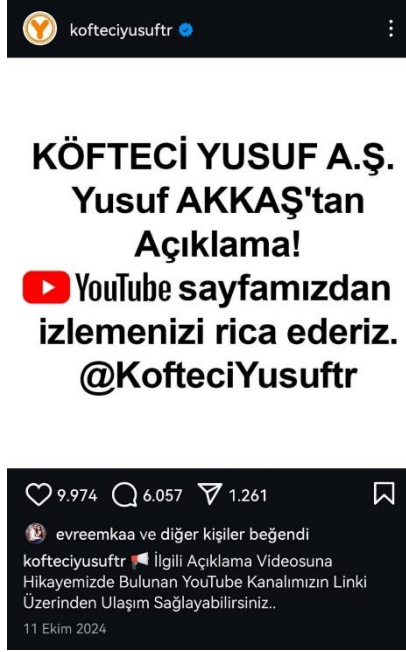 kofteciyusuftr
KÖFTECİ YUSUF A.Ş.
Yusuf AKKAŞ'tan
Açıklama!
YouTube sayfamızdan
izlemenizi rica ederiz.
@KofteciYusuftr
9.974 6.057 1.261
evreemkaa ve diğer kişiler beğendi
kofteciyusuftr 📢 İlgili Açıklama Videosuna
Hikayemizde Bulunan YouTube Kanalımızın Linki
Üzerinden Ulaşım Sağlayabilirsiniz..
11 Ekim 2024